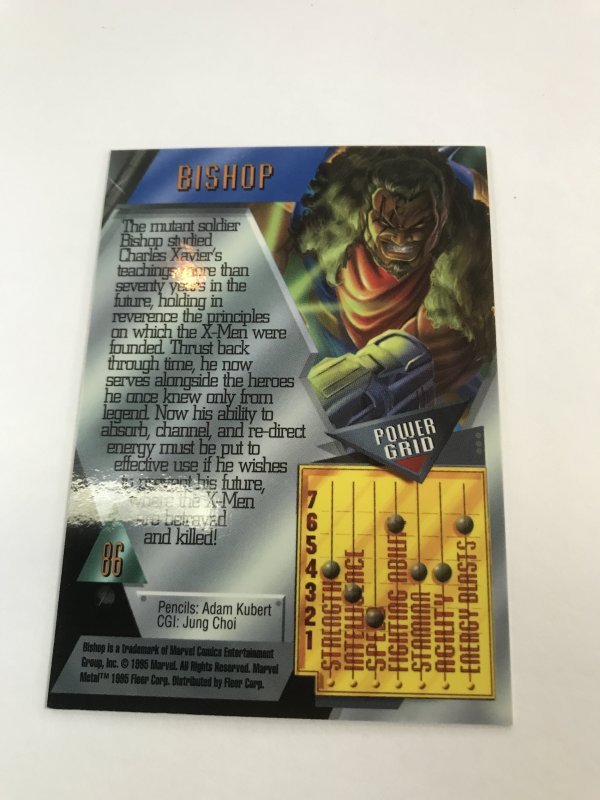 BISHOP
The mutant soldier
Bishop studied
Charles Xavier's
teachings more than
seventy years in the
future, holding in
reverence the principles
on which the X-Men were
founded. Thrust back
through time, he now
serves alongside the heroes
he once knew only from
legend. Now his ability to
absorb, channel, and re-direct
energy must be put to
effective use if he wishes
to prevent his future,
where the X-Men
are betrayed
and killed!
86
Pencils: Adam Kubert
CGI: Jung Choi
Bishop is a trademark of Marvel Comics Entertainment
Group, Inc. © 1995 Marvel. All Rights Reserved. Marvel
Metal™ 1995 Fleer Corp. Distributed by Fleer Corp.
POWER
GRID
7
6
5
4
3
2
1
STRENGTH
INTELLIGENCE
SPEED
FIGHTING ABILITY
STAMINA
AGILITY
ENERGY BLASTS